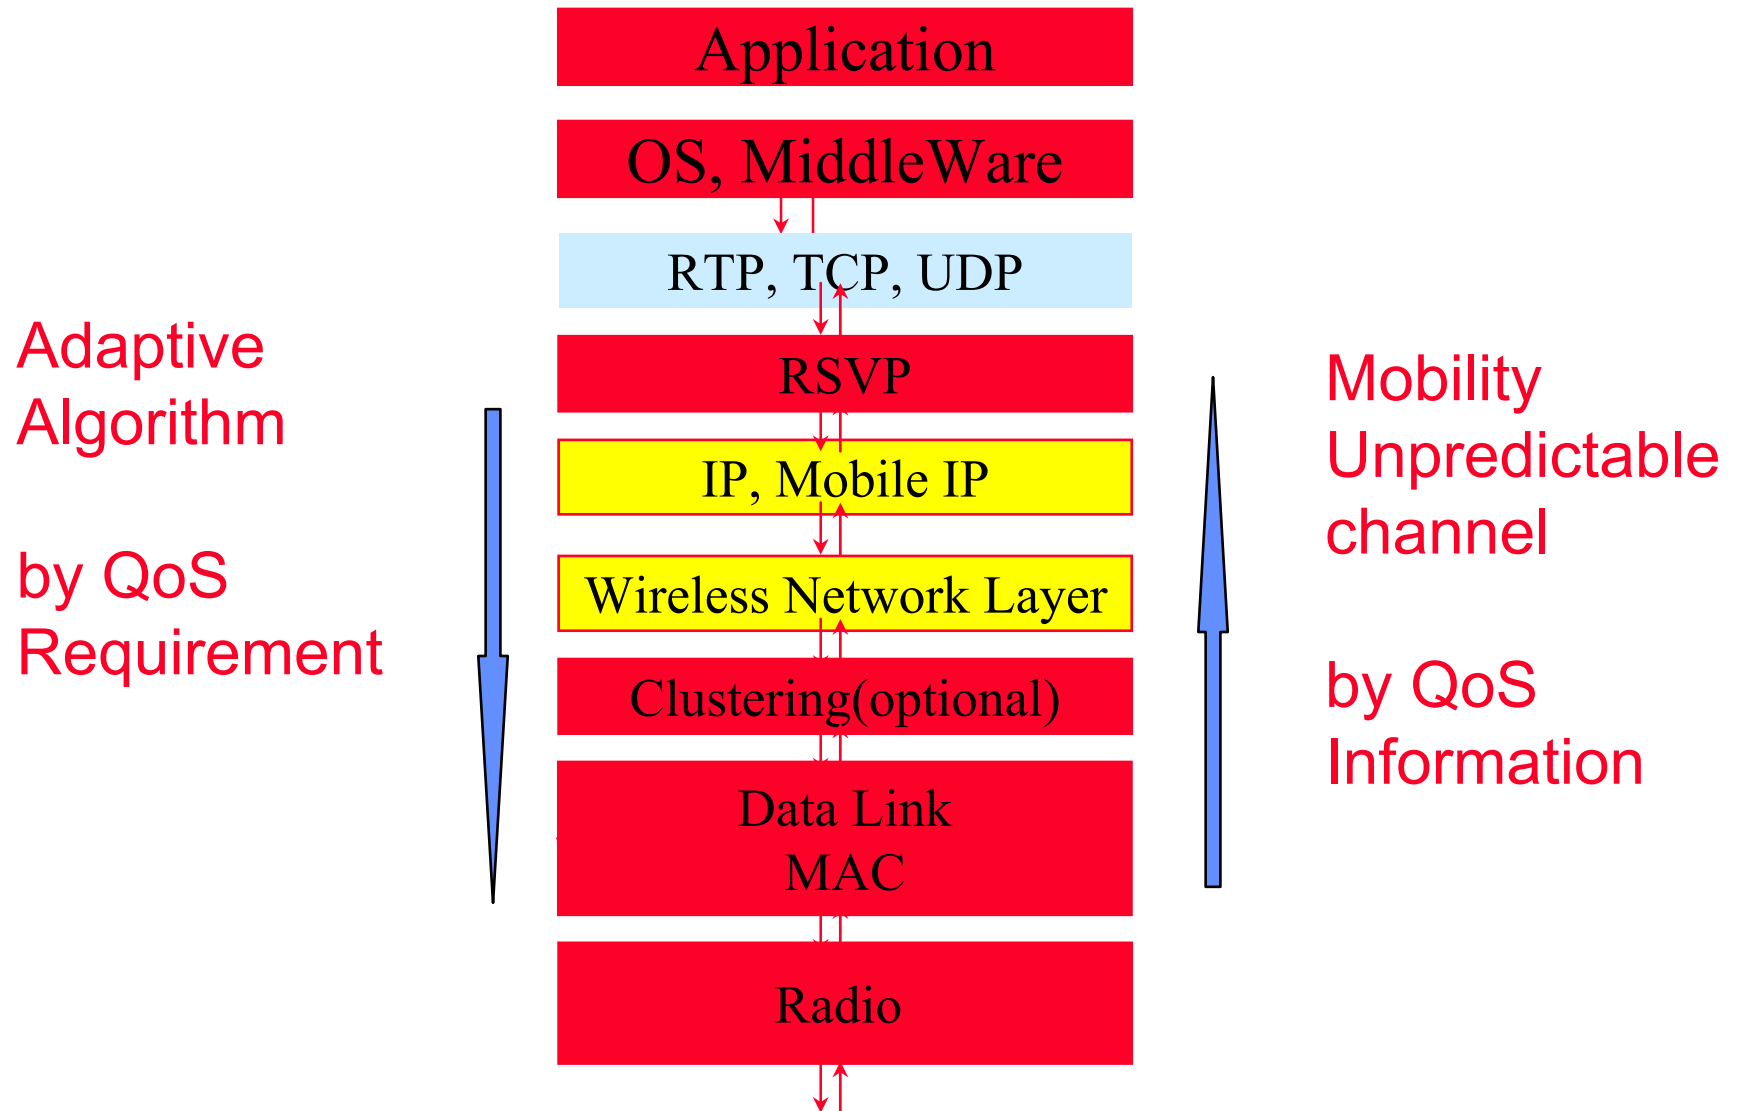 Application
OS, MiddleWare
RTP, TCP, UDP
RSVP
IP, Mobile IP
Wireless Network Layer
Clustering(optional)
Data Link
MAC
Radio
Adaptive
Algorithm
by QoS
Requirement
Mobility
Unpredictable
channel
by QoS
Information